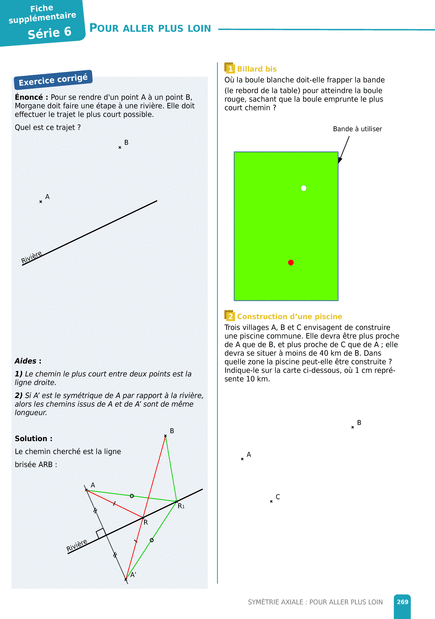 Fiche
supplémentaire
Série 6
POUR ALLER PLUS LOIN
Exercice corrigé
Énoncé : Pour se rendre d'un point A à un point B,
Morgane doit faire une étape à une rivière. Elle doit
effectuer le trajet le plus court possible.
Quel est ce trajet ?
B
A
Rivière
Aides :
1) Le chemin le plus court entre deux points est la
ligne droite.
2) Si A' est le symétrique de A par rapport à la rivière,
alors les chemins issus de A et de A' sont de même
longueur.
Solution :
Le chemin cherché est la ligne
brisée ARB :
B
A
R1
R
Rivière
A'
1 Billard bis
Où la boule blanche doit-elle frapper la bande
(le rebord de la table) pour atteindre la boule
rouge, sachant que la boule emprunte le plus
court chemin ?
Bande à utiliser
2 Construction d'une piscine
Trois villages A, B et C envisagent de construire
une piscine commune. Elle devra être plus proche
de A que de B, et plus proche de C que de A ; elle
devra se situer à moins de 40 km de B. Dans
quelle zone la piscine peut-elle être construite ?
Indique-le sur la carte ci-dessous, où 1 cm repré-
sente 10 km.
B
A
C
SYMÉTRIE AXIALE : POUR ALLER PLUS LOIN
269